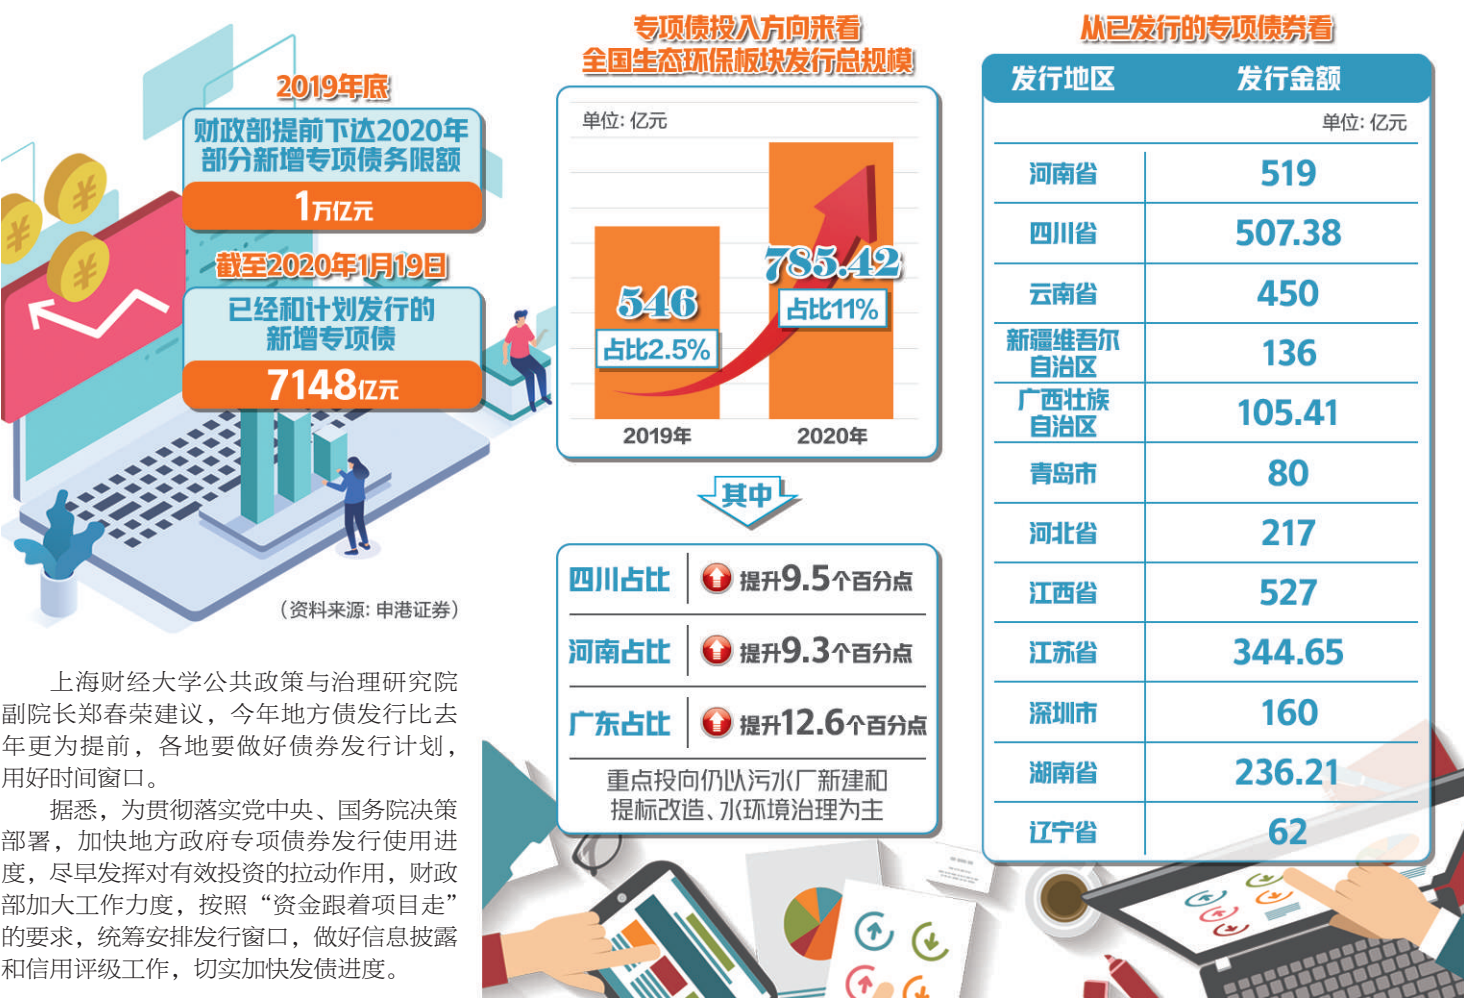 2019年底
财政部提前下达2020年
部分新增专项债务限额
1万亿元
截至2020年1月19日
已经和计划发行的
新增专项债
7148亿元
(资料来源: 申港证券)
上海财经大学公共政策与治理研究院
副院长郑春荣建议，今年地方债发行比去
年更为提前，各地要做好债券发行计划，
用好时间窗口。
据悉，为贯彻落实党中央、国务院决策
部署，加快地方政府专项债券发行使用进
度，尽早发挥对有效投资的拉动作用，财政
部加大工作力度，按照“资金跟着项目走”
的要求，统筹安排发行窗口，做好信息披露
和信用评级工作，切实加快发债进度。
专项债投入方向来看
全国生态环保板块发行总规模
单位: 亿元
546
占比2.5%
785.42
占比11%
2019年
2020年
其中
四川占比 提升9.5个百分点
河南占比 提升9.3个百分点
广东占比 提升12.6个百分点
重点投向仍以污水厂新建和
提标改造、水环境治理为主
从已发行的专项债券看
发行地区 发行金额
单位: 亿元
河南省 519
四川省 507.38
云南省 450
新疆维吾尔
自治区 136
广西壮族
自治区 105.41
青岛市 80
河北省 217
江西省 527
江苏省 344.65
深圳市 160
湖南省 236.21
辽宁省 62